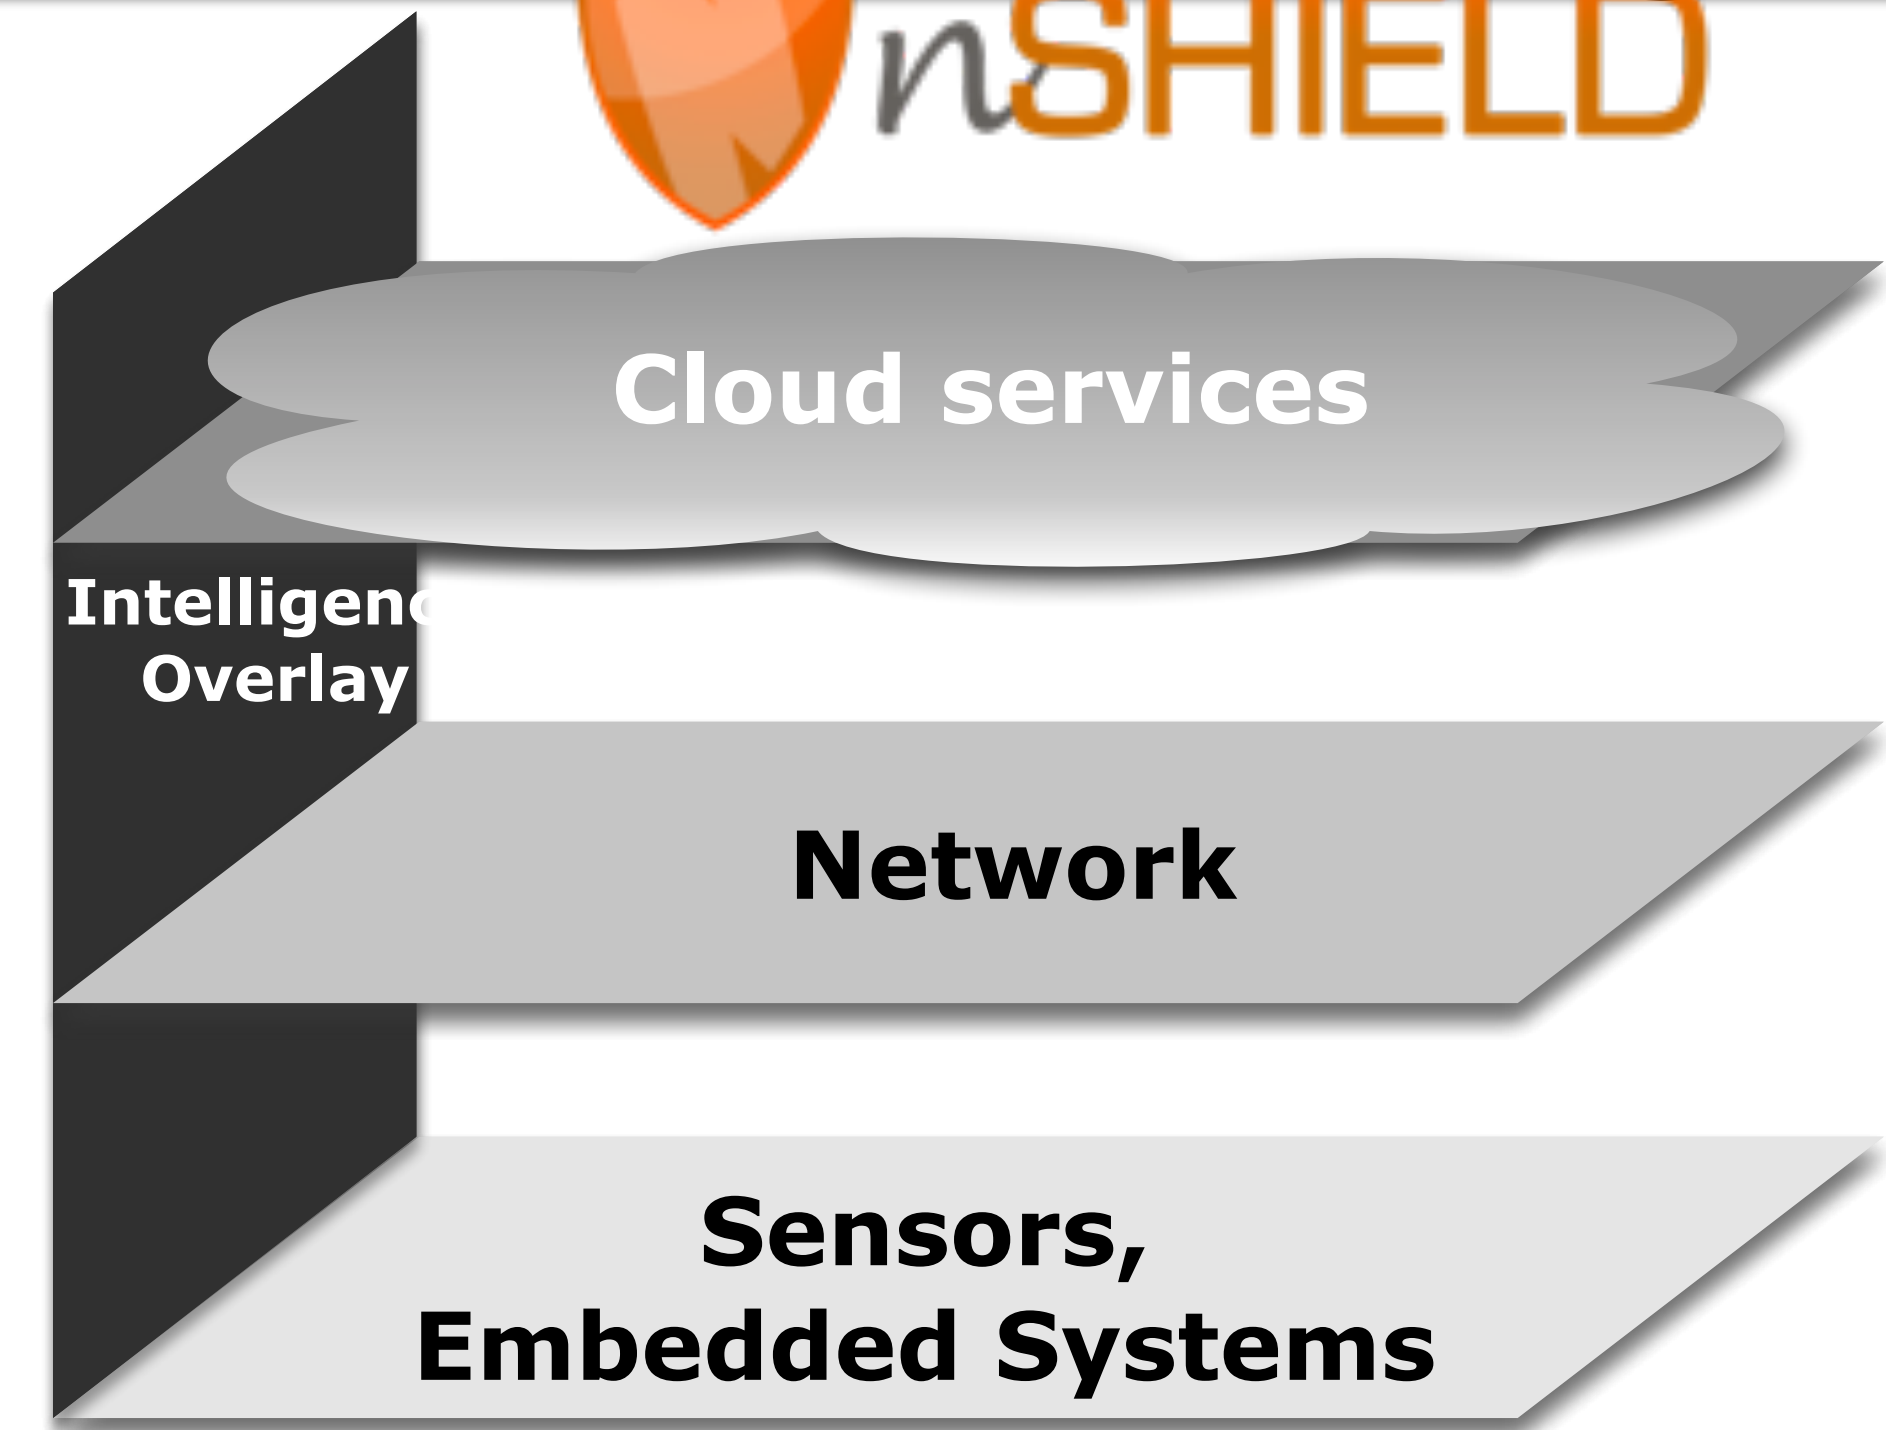 nSHIELD
Cloud services
Intelligenc
Overlay
Network
Sensors,
Embedded Systems